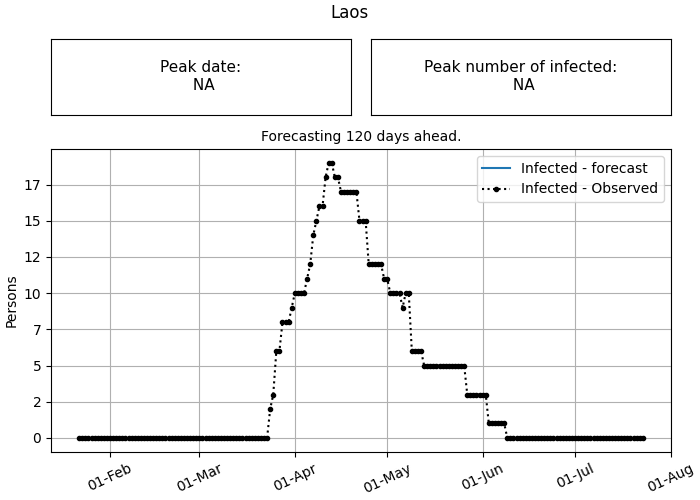 Laos
Peak date:
NA
Peak number of infected:
NA
Forecasting 120 days ahead.
Infected - forecast
Infected - Observed
Persons
17
15
12
10
7
5
2
0
01-Feb
01-Mar
01-Apr
01-May
01-Jun
01-Jul
01-Aug